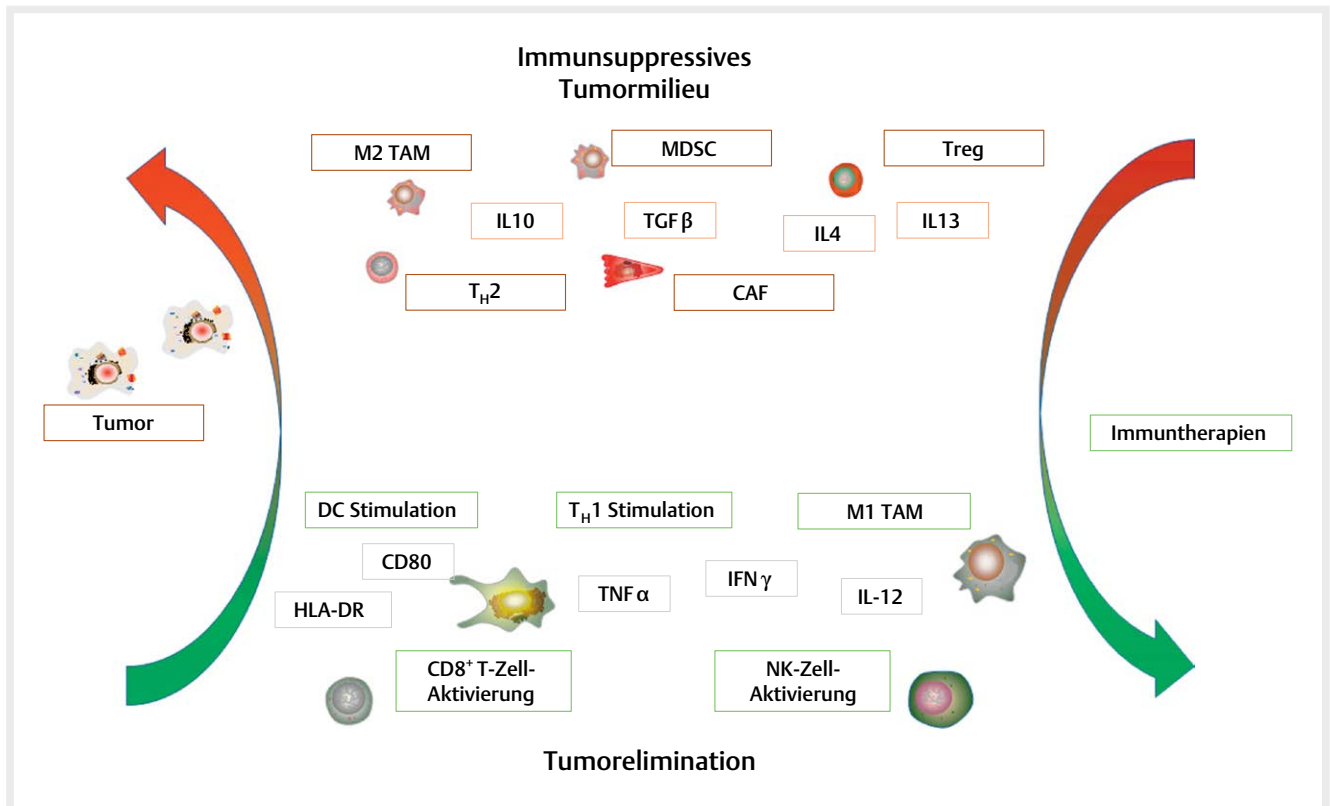 Immunsuppressives
Tumormilieu
M2 TAM
MDSC
Treg
IL10
TGF β
IL4
IL13
TH2
CAF
Tumor
Immuntherapien
DC Stimulation
TH1 Stimulation
M1 TAM
CD80
HLA-DR
TNF α
IFN γ
IL-12
CD8+ T-Zell-
Aktivierung
NK-Zell-
Aktivierung
Tumorelimination